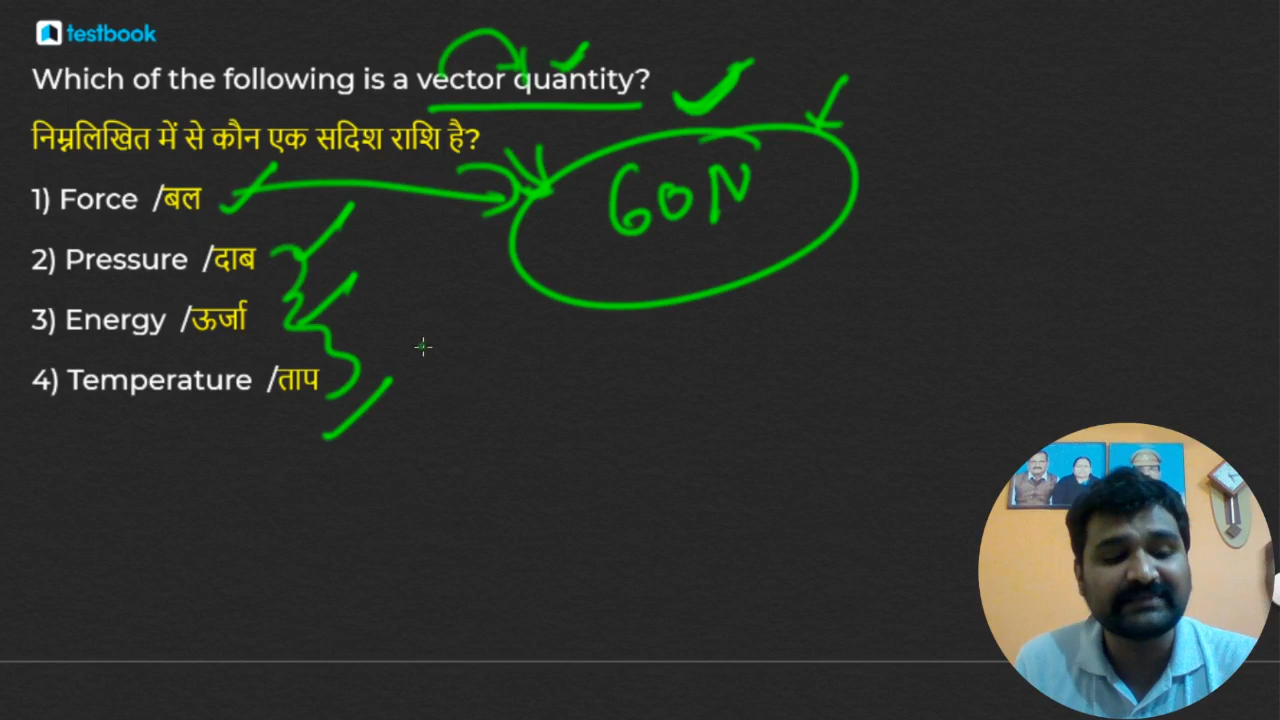 testbook
Which of the following is a vector quantity?
निम्नलिखित में से कौन एक सदिश राशि है?
1) Force /बल
60N
2) Pressure /दाब
3) Energy /ऊर्जा
4) Temperature /ताप